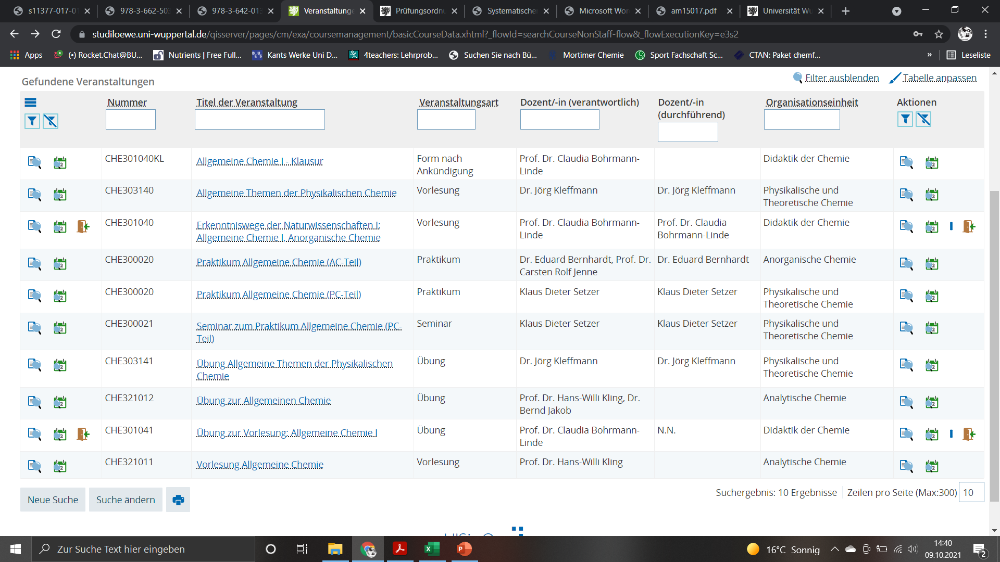 s11377-017-01
978-3-662-503
978-3-642-013
Veranstaltunge
Prüfungsordnu
Systematischer
Microsoft Wor
am15017.pdf
Universität Wu
studiloewe.uni-wuppertal.de/qisserver/pages/cm/exa/coursemanagement/basicCourseData.xhtml?_flowId=searchCourseNonStaff-flow&_flowExecutionKey=e3s2
Apps
(•) Rocket.Chat@BU...
Nutrients | Free Full...
Kants Werke Uni D...
4teachers: Lehrprob...
Suchen Sie nach Bü...
Mortimer Chemie
Sport Fachschaft Sc...
CTAN: Paket chemf...
»
Leseliste
Gefundene Veranstaltungen
Filter ausblenden
Tabelle anpassen
Nummer
Titel der Veranstaltung
Veranstaltungsart
Dozent/-in (verantwortlich)
Dozent/-in
(durchführend)
Organisationseinheit
Aktionen
CHE301040KL
Allgemeine Chemie I - Klausur
Form nach
Ankündigung
Prof. Dr. Claudia Bohrmann-
Linde
Didaktik der Chemie
CHE303140
Allgemeine Themen der Physikalischen Chemie
Vorlesung
Dr. Jörg Kleffmann
Dr. Jörg Kleffmann
Physikalische und
Theoretische Chemie
CHE301040
Erkenntniswege der Naturwissenschaften I:
Allgemeine Chemie I, Anorganische Chemie
Vorlesung
Prof. Dr. Claudia Bohrmann-
Linde
Prof. Dr. Claudia
Bohrmann-Linde
Didaktik der Chemie
CHE300020
Praktikum Allgemeine Chemie (AC-Teil)
Praktikum
Dr. Eduard Bernhardt, Prof. Dr.
Carsten Rolf Jenne
Dr. Eduard Bernhardt
Anorganische Chemie
CHE300020
Praktikum Allgemeine Chemie (PC-Teil)
Praktikum
Klaus Dieter Setzer
Klaus Dieter Setzer
Physikalische und
Theoretische Chemie
CHE300021
Seminar zum Praktikum Allgemeine Chemie (PC-
Teil)
Seminar
Klaus Dieter Setzer
Klaus Dieter Setzer
Physikalische und
Theoretische Chemie
CHE303141
Übung Allgemeine Themen der Physikalischen
Chemie
Übung
Dr. Jörg Kleffmann
Dr. Jörg Kleffmann
Physikalische und
Theoretische Chemie
CHE321012
Übung zur Allgemeinen Chemie
Übung
Prof. Dr. Hans-Willi Kling, Dr.
Bernd Jakob
Analytische Chemie
CHE301041
Übung zur Vorlesung: Allgemeine Chemie I
Übung
Prof. Dr. Claudia Bohrmann-
Linde
N.N.
Didaktik der Chemie
CHE321011
Vorlesung Allgemeine Chemie
Vorlesung
Prof. Dr. Hans-Willi Kling
Analytische Chemie
Neue Suche
Suche ändern
Suchergebnis: 10 Ergebnisse
Zeilen pro Seite (Max:300) 10
Zur Suche Text hier eingeben
16°C Sonnig
14:40
09.10.2021
2